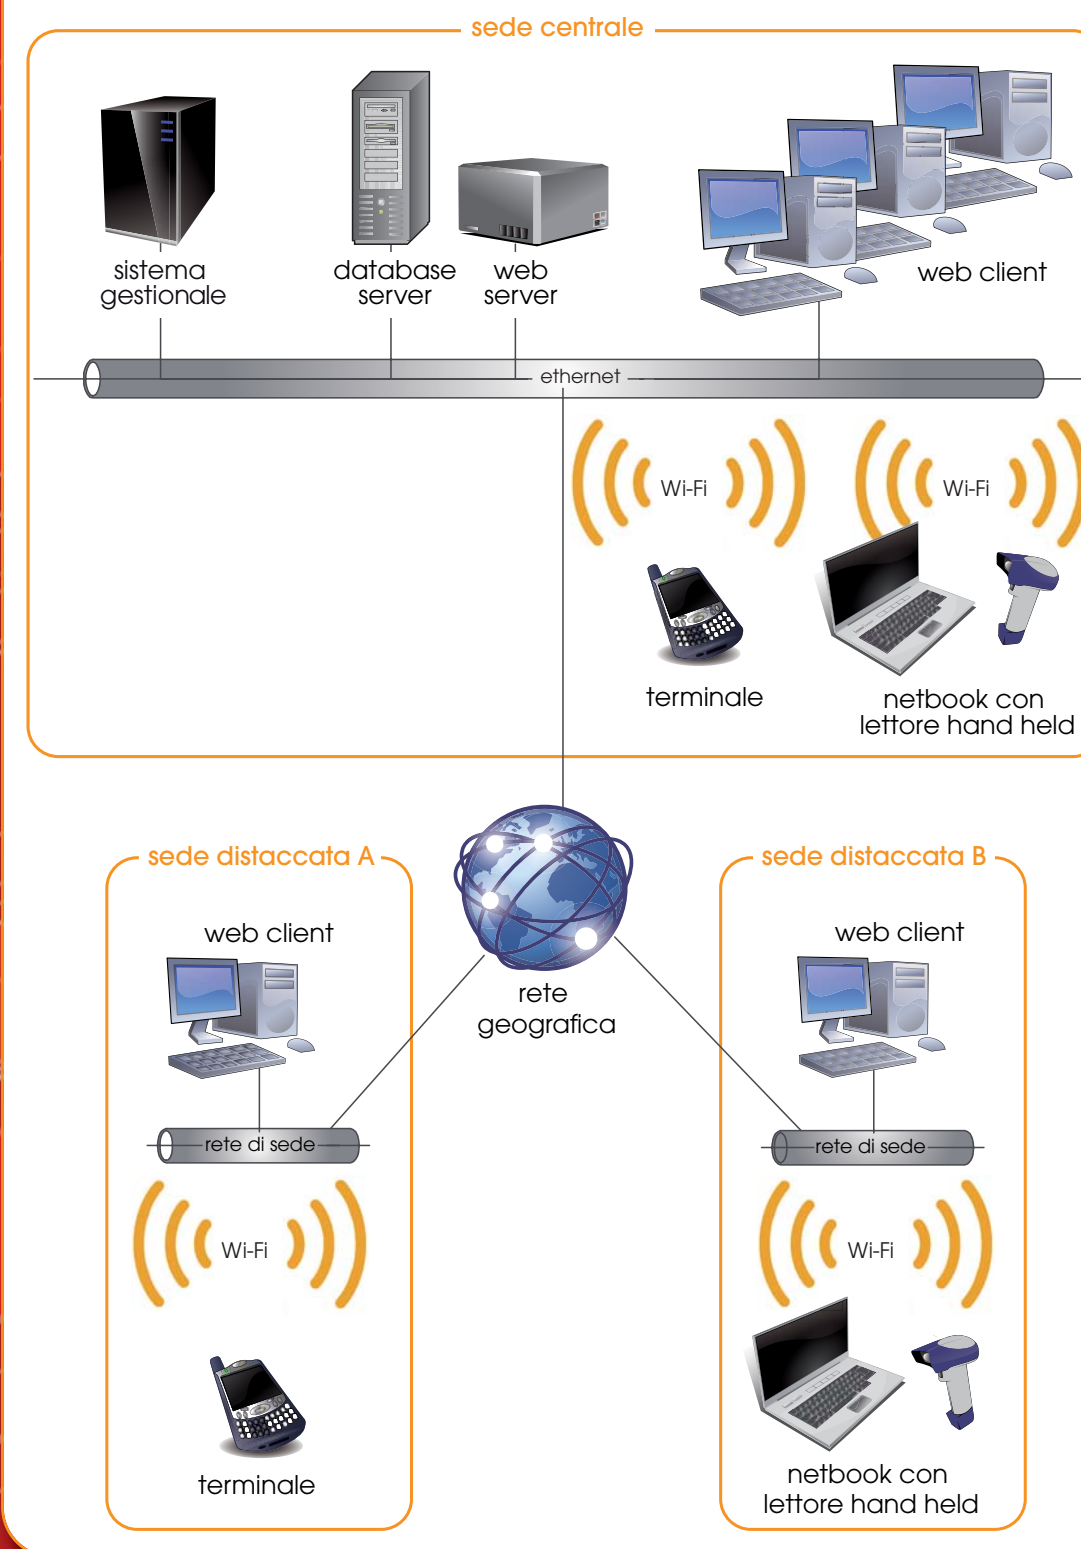 sede centrale
sistema
gestionale
database
server
web
server
web client
ethernet
Wi-Fi
Wi-Fi
terminale
netbook con
lettore hand held
sede distaccata A
sede distaccata B
web client
web client
rete
geografica
rete di sede
rete di sede
Wi-Fi
Wi-Fi
terminale
netbook con
lettore hand held